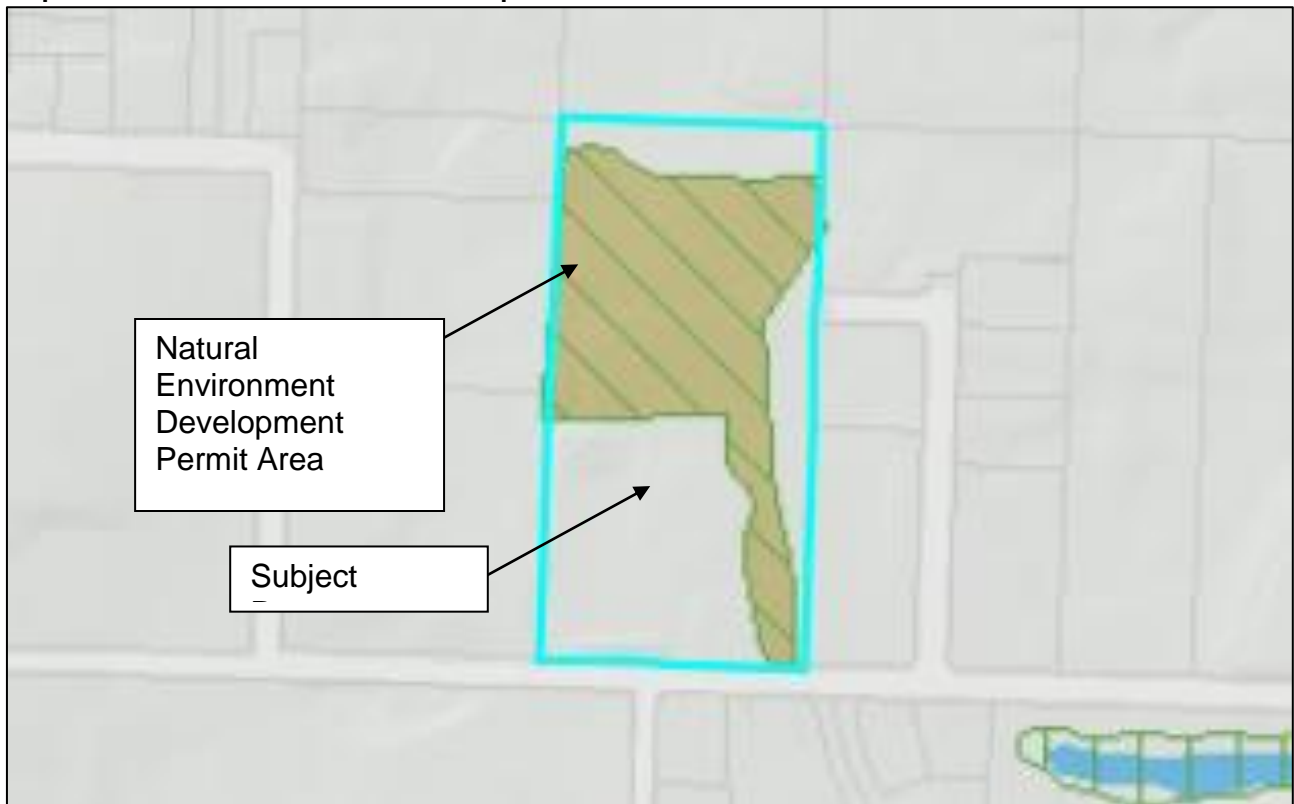 Natural
Environment
Development
Permit Area
Subject